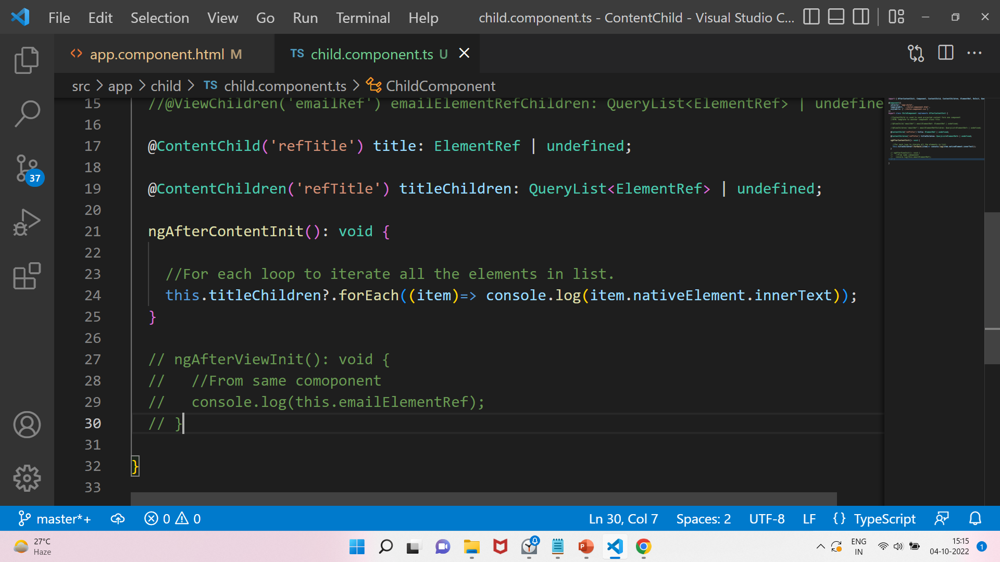 File Edit Selection View Go Run Terminal Help child.component.ts - ContentChild - Visual Studio C...
app.component.html M TS child.component.ts U
src > app > child > TS child.component.ts > ChildComponent
15 //@ViewChildren('emailRef') emailElementRefChildren: QueryList<ElementRef> | undefine
16
17 @ContentChild('refTitle') title: ElementRef | undefined;
18
19 @ContentChildren('refTitle') titleChildren: QueryList<ElementRef> | undefined;
20
21 ngAfterContentInit(): void {
22
23 //For each loop to iterate all the elements in list.
24 this.titleChildren?.forEach((item)=> console.log(item.nativeElement.innerText));
25 }
26
27 // ngAfterViewInit(): void {
28 //   //From same comoponent
29 //   console.log(this.emailElementRef);
30 // }
31
32 }
33
37
master*+ 0 0 Ln 30, Col 7 Spaces: 2 UTF-8 LF {} TypeScript
27°C
Haze
ENG
IN
15:15
04-10-2022
1